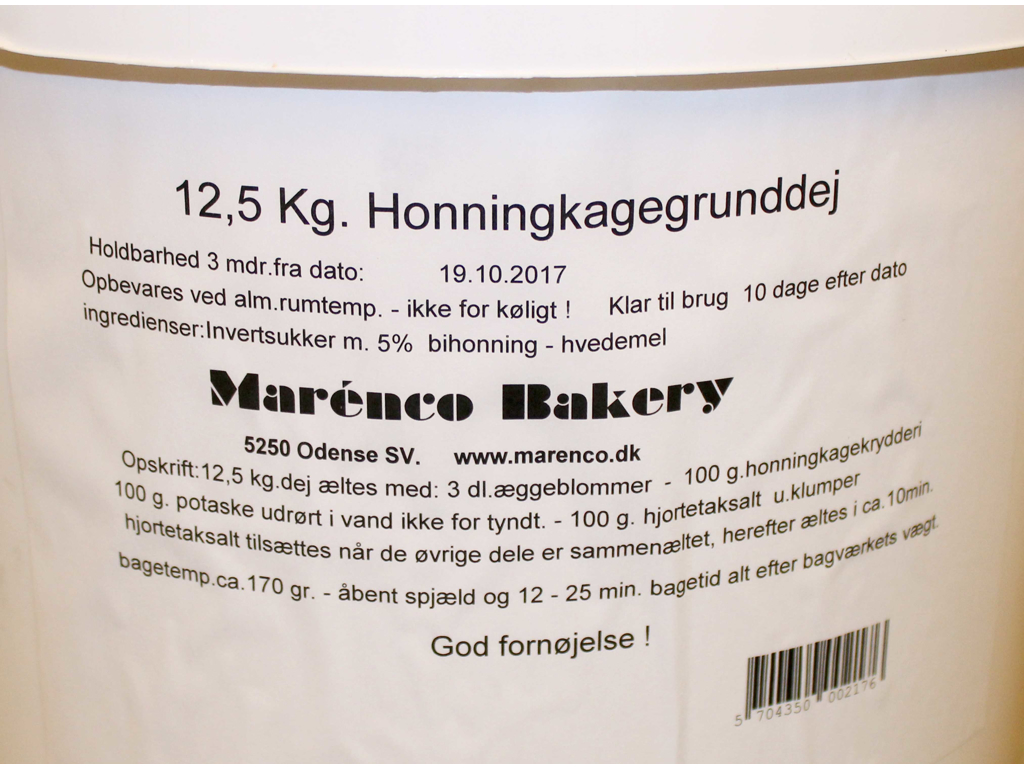 12,5 Kg. Honningkagegrunddej
Holdbarhed 3 mdr.fra dato: 19.10.2017
Opbevares ved alm.rumtemp. - ikke for køligt ! Klar til brug 10 dage efter dato
ingredienser:Invertsukker m. 5% bihonning - hvedemel
Marénco Bakery
5250 Odense SV. www.marenco.dk
Opskrift:12,5 kg.dej æltes med: 3 dl.æggeblommer - 100 g.honningkagekrydderi
100 g. potaske udrørt i vand ikke for tyndt. - 100 g. hjortetaksalt u.klumper
hjortetaksalt tilsættes når de øvrige dele er sammenæltet, herefter æltes i ca.10min.
bagetemp.ca.170 gr. - åbent spjæld og 12 - 25 min. bagetid alt efter bagværkets vægt.
God fornøjelse !
5 704350 002176